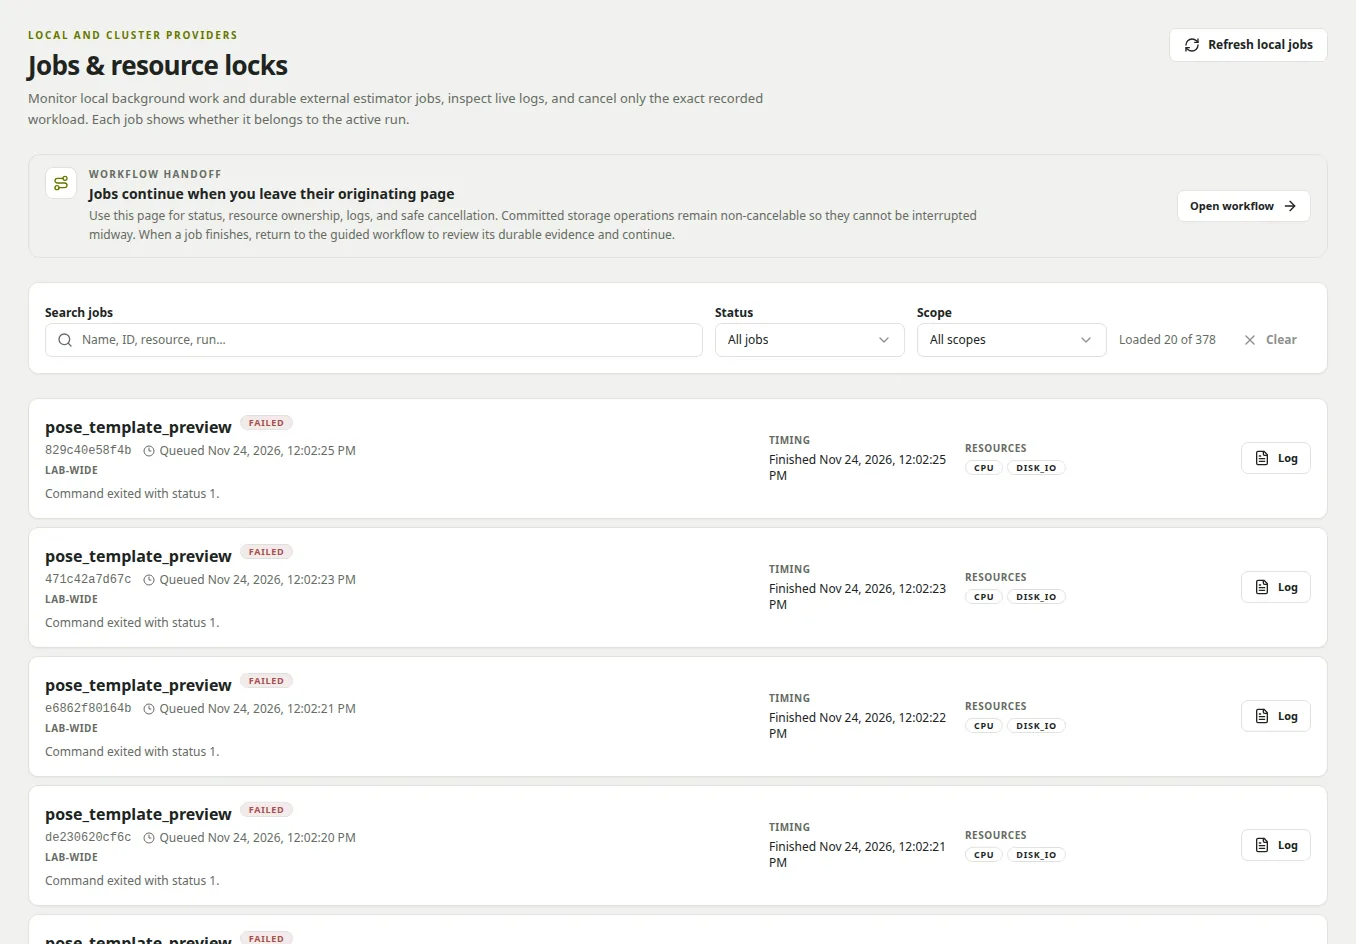 LOCAL AND CLUSTER PROVIDERS
Jobs & resource locks
Monitor local background work and durable external estimator jobs, inspect live logs, and cancel only the exact recorded
workload. Each job shows whether it belongs to the active run.
Refresh local jobs
WORKFLOW HANDOFF
Jobs continue when you leave their originating page
Use this page for status, resource ownership, logs, and safe cancellation. Committed storage operations remain non-cancelable so they cannot be interrupted
midway. When a job finishes, return to the guided workflow to review its durable evidence and continue.
Open workflow
Search jobs
Name, ID, resource, run...
Status
All jobs
Scope
All scopes
Loaded 20 of 378
Clear
pose_template_preview FAILED
829c40e58f4b Queued Nov 24, 2026, 12:02:25 PM
LAB-WIDE
Command exited with status 1.
TIMING
Finished Nov 24, 2026, 12:02:25
PM
RESOURCES
CPU DISK_IO
Log
pose_template_preview FAILED
471c42a7d67c Queued Nov 24, 2026, 12:02:23 PM
LAB-WIDE
Command exited with status 1.
TIMING
Finished Nov 24, 2026, 12:02:23
PM
RESOURCES
CPU DISK_IO
Log
pose_template_preview FAILED
e6862f80164b Queued Nov 24, 2026, 12:02:21 PM
LAB-WIDE
Command exited with status 1.
TIMING
Finished Nov 24, 2026, 12:02:22
PM
RESOURCES
CPU DISK_IO
Log
pose_template_preview FAILED
de230620cf6c Queued Nov 24, 2026, 12:02:20 PM
LAB-WIDE
Command exited with status 1.
TIMING
Finished Nov 24, 2026, 12:02:21
PM
RESOURCES
CPU DISK_IO
Log
pose_template_preview FAILED